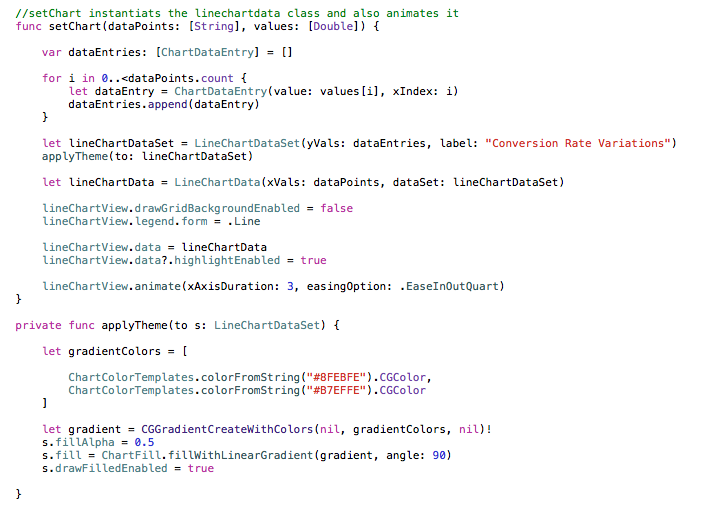 //setChart instantiats the linechartdata class and also animates it
func setChart(dataPoints: [String], values: [Double]) {
var dataEntries: [ChartDataEntry] = []
for i in 0..<dataPoints.count {
let dataEntry = ChartDataEntry(value: values[i], xIndex: i)
dataEntries.append(dataEntry)
}
let lineChartDataSet = LineChartDataSet(yVals: dataEntries, label: "Conversion Rate Variations")
applyTheme(to: lineChartDataSet)
let lineChartData = LineChartData(xVals: dataPoints, dataSet: lineChartDataSet)
lineChartView.drawGridBackgroundEnabled = false
lineChartView.legend.form = .Line
lineChartView.data = lineChartData
lineChartView.data?.highlightEnabled = true
lineChartView.animate(xAxisDuration: 3, easingOption: .EaseInOutQuart)
}
private func applyTheme(to s: LineChartDataSet) {
let gradientColors = [
ChartColorTemplates.colorFromString("#8FEBFE").CGColor,
ChartColorTemplates.colorFromString("#B7EFFE").CGColor
]
let gradient = CGGradientCreateWithColors(nil, gradientColors, nil)!
s.fillAlpha = 0.5
s.fill = ChartFill.fillWithLinearGradient(gradient, angle: 90)
s.drawFilledEnabled = true
}